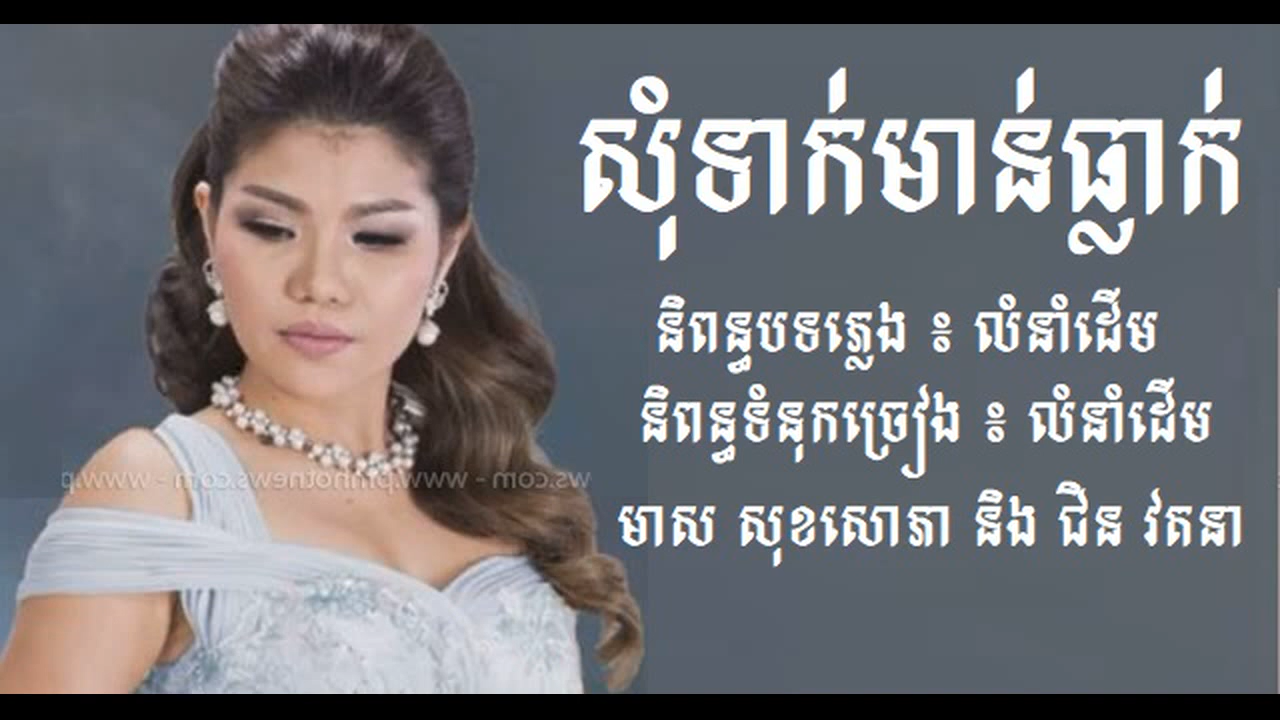 សុំទាក់មាន់ធ្លាក់
និពន្ធបទភ្លេង ៖ លំនាំដើម
និពន្ធទំនុកច្រៀង ៖ លំនាំដើម
មាស សុខសោភា និង ជិន វតនា